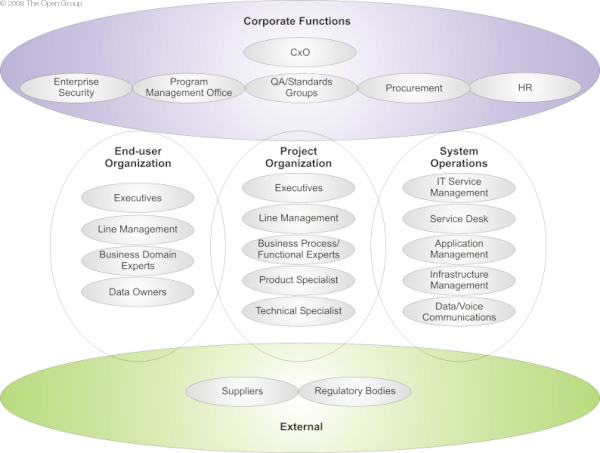 © 2008 The Open Group
Corporate Functions
CxO
Enterprise
Security
Program
Management Office
QA/Standards
Groups
Procurement
HR
End-user
Organization
Executives
Line Management
Business Domain
Experts
Data Owners
Project
Organization
Executives
Line Management
Business Process/
Functional Experts
Product Specialist
Technical Specialist
System
Operations
IT Service
Management
Service Desk
Application
Management
Infrastructure
Management
Data/Voice
Communications
Suppliers
Regulatory Bodies
External